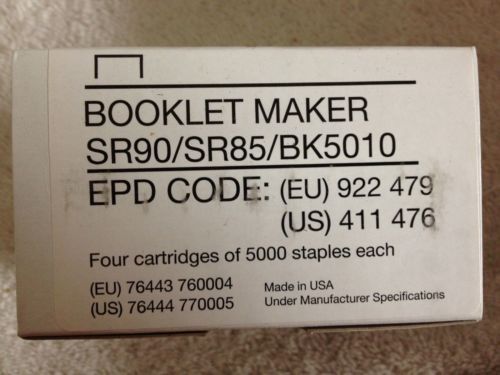 BOOKLET MAKER
SR90/SR85/BK5010
EPD CODE: (EU) 922 479
(US) 411 476
Four cartridges of 5000 staples each
(EU) 76443 760004 Made in USA
(US) 76444 770005 Under Manufacturer Specifications